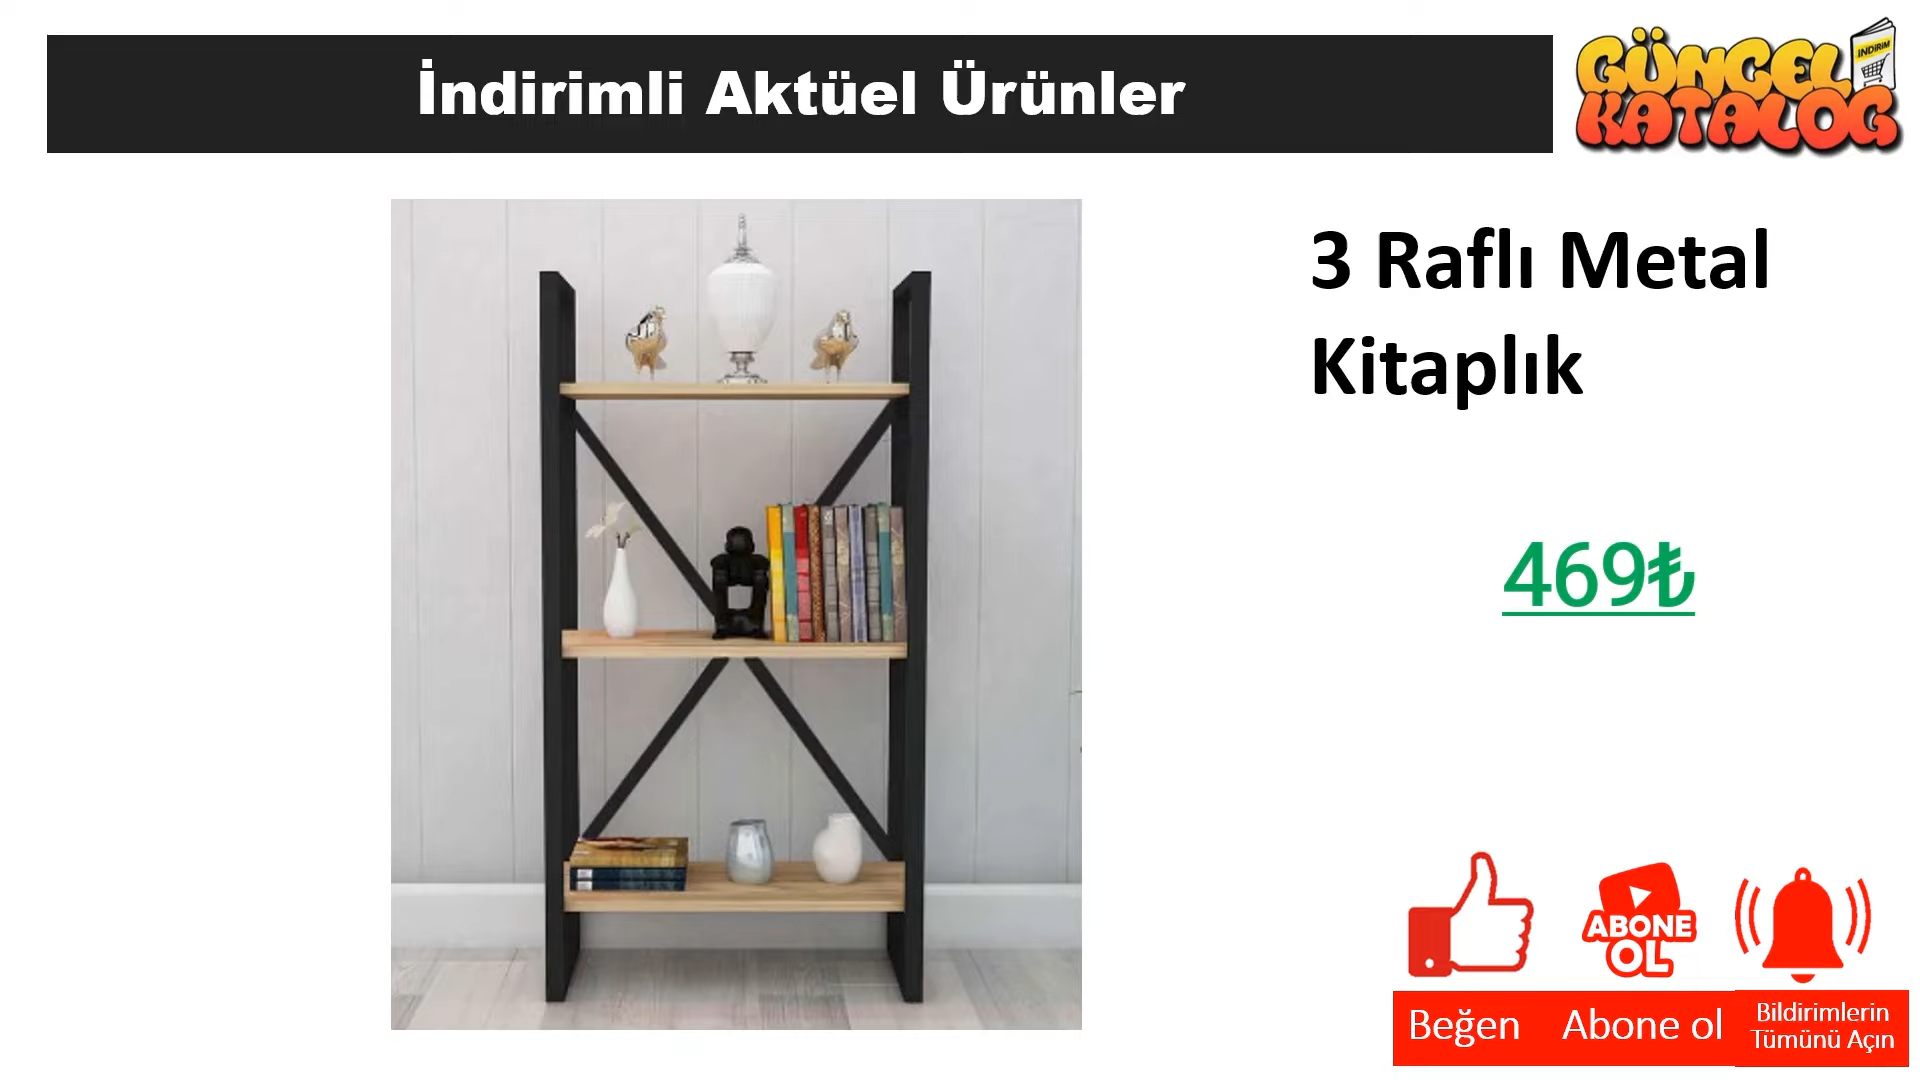 İndirimli Aktüel Ürünler
GÜNCEL
KATALOG
İNDİRİM
3 Raflı Metal
Kitaplık
469₺
ABONE
OL
Beğen
Abone ol
Bildirimlerin
Tümünü Açın